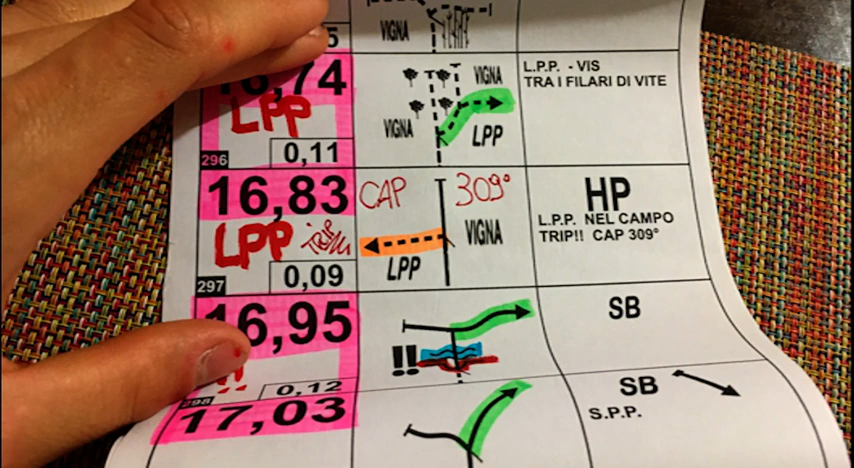 5
VIGNA
16,74
LPP
296
0,11
VIGNA
VIGNA
LPP
L.P.P. - VIS
TRA I FILARI DI VITE
16,83
LPP
297
0,09
CAP 309°
VIGNA
LPP
HP
L.P.P. NEL CAMPO
TRIP!! CAP 309°
16,95
!!
298
0,12
!!
SB
17,03
SB
S.P.P.